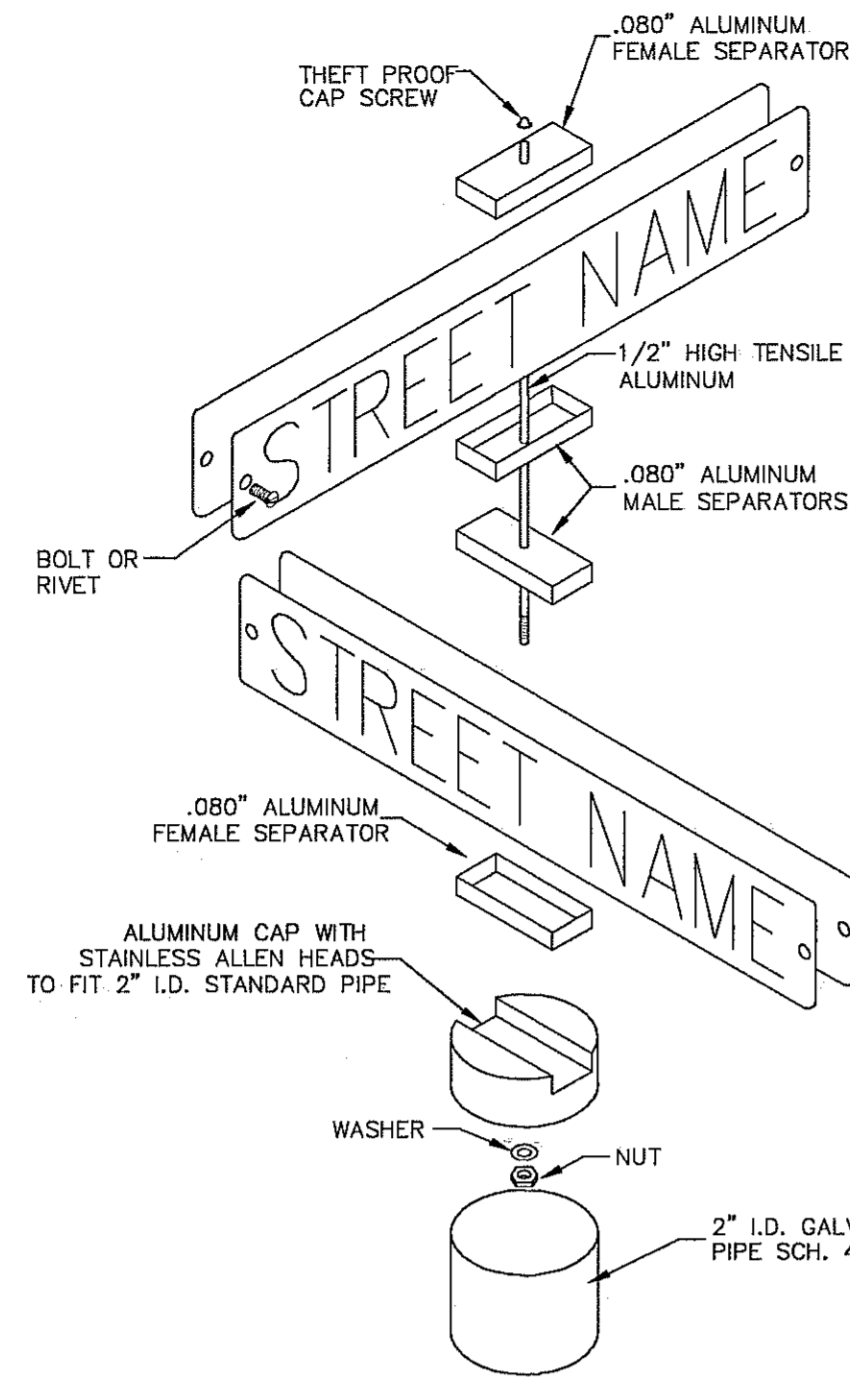 .080" ALUMINUM
FEMALE SEPARATOR
THEFT PROOF
CAP SCREW
STREET NAME
1/2" HIGH TENSILE
ALUMINUM
.080" ALUMINUM
MALE SEPARATORS
BOLT OR
RIVET
STREET NAME
.080" ALUMINUM
FEMALE SEPARATOR
ALUMINUM CAP WITH
STAINLESS ALLEN HEADS
TO FIT 2" I.D. STANDARD PIPE
WASHER
NUT
2" I.D.
PIPE SCH.